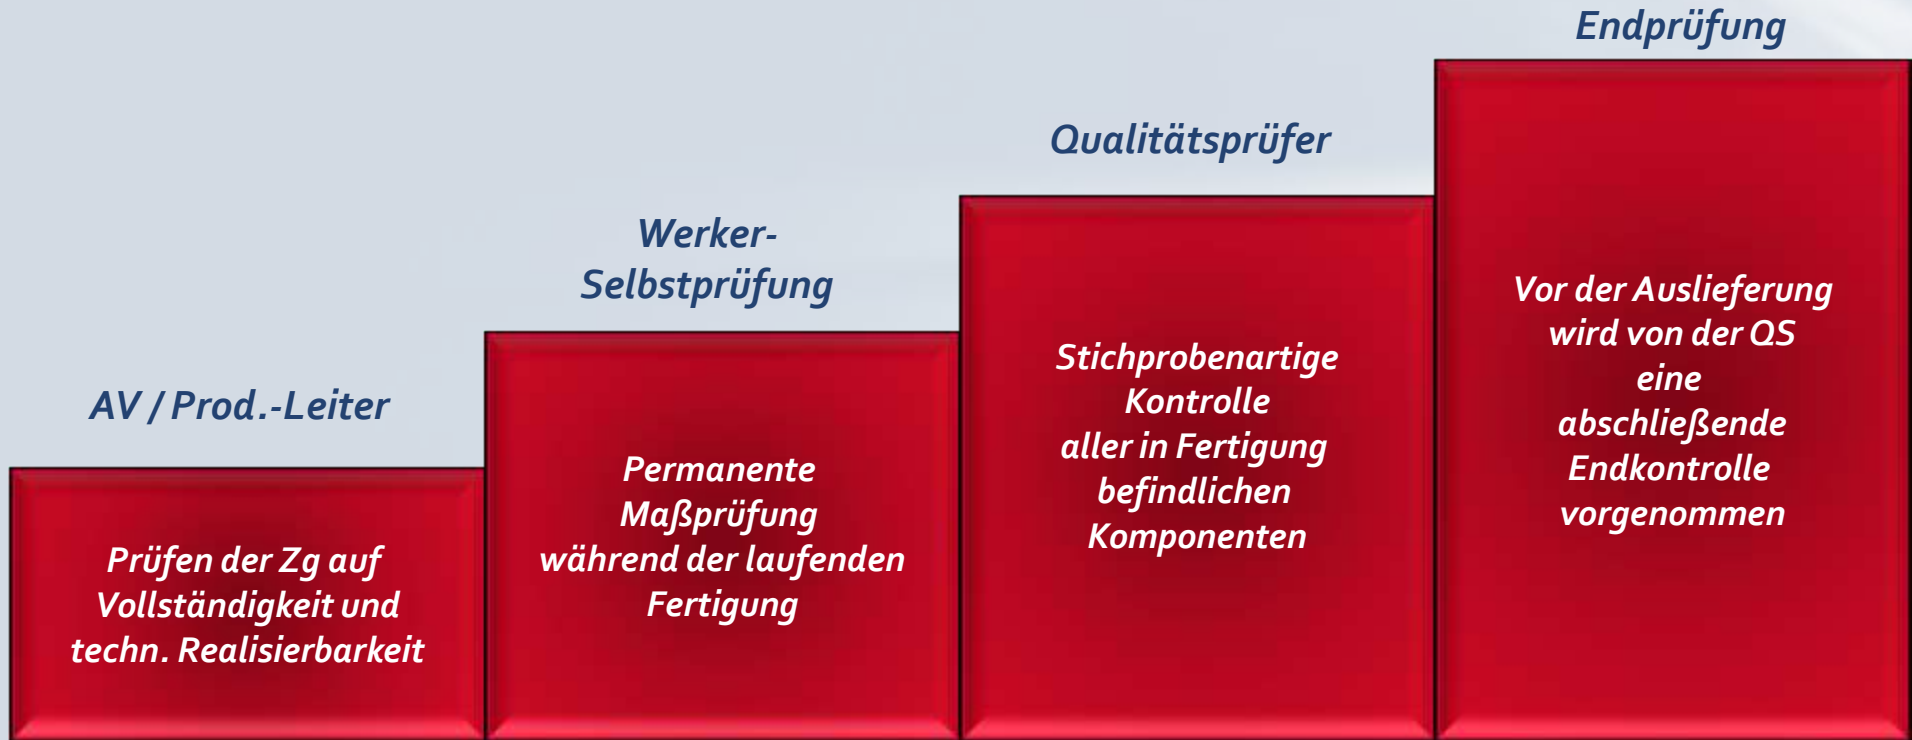 AV / Prod.-Leiter
Prüfen der Zg auf
Vollständigkeit und
techn. Realisierbarkeit
Werker-
Selbstprüfung
Permanente
Maßprüfung
während der laufenden
Fertigung
Qualitätsprüfer
Stichprobenartige
Kontrolle
aller in Fertigung
befindlichen
Komponenten
Endprüfung
Vor der Auslieferung
wird von der QS
eine
abschließende
Endkontrolle
vorgenommen